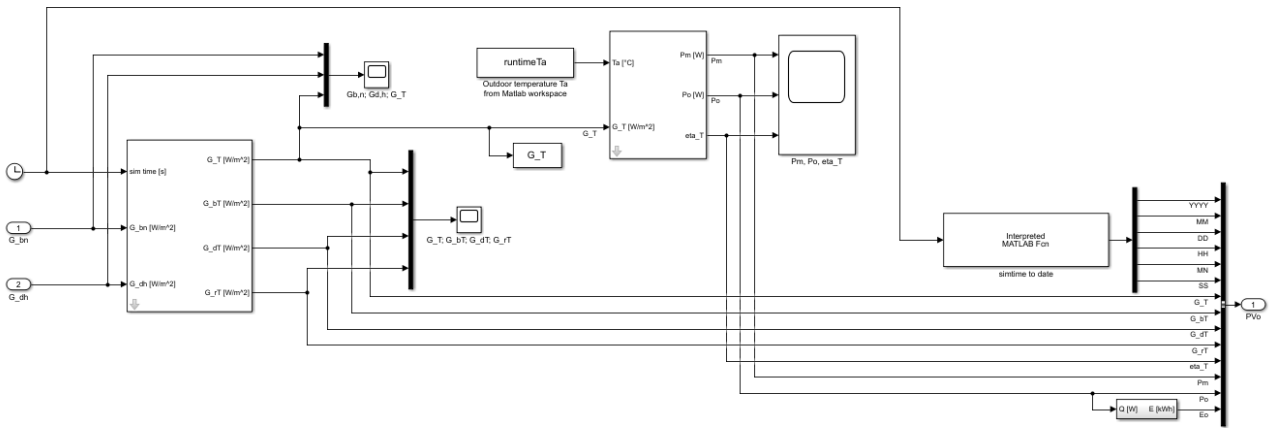 runtimeTa
Outdoor temperature Ta
from Matlab workspace
Ta [°C]
G_T [W/m^2]
Pm [W]
Po [W]
eta_T
Pm
Po
G_T
Pm, Po, eta_T
Gb,n; Gd,h; G_T
G_T
sim time [s]
G_bn [W/m^2]
G_dh [W/m^2]
G_T [W/m^2]
G_bT [W/m^2]
G_dT [W/m^2]
G_rT [W/m^2]
1
G_bn
2
G_dh
G_T; G_bT; G_dT; G_rT
Interpreted
MATLAB Fcn
simtime to date
YYYY
MM
DD
HH
MN
SS
G_T
G_bT
G_dT
G_rT
eta_T
Pm
Po
Eo
Q [W]
E [kWh]
1
PVo